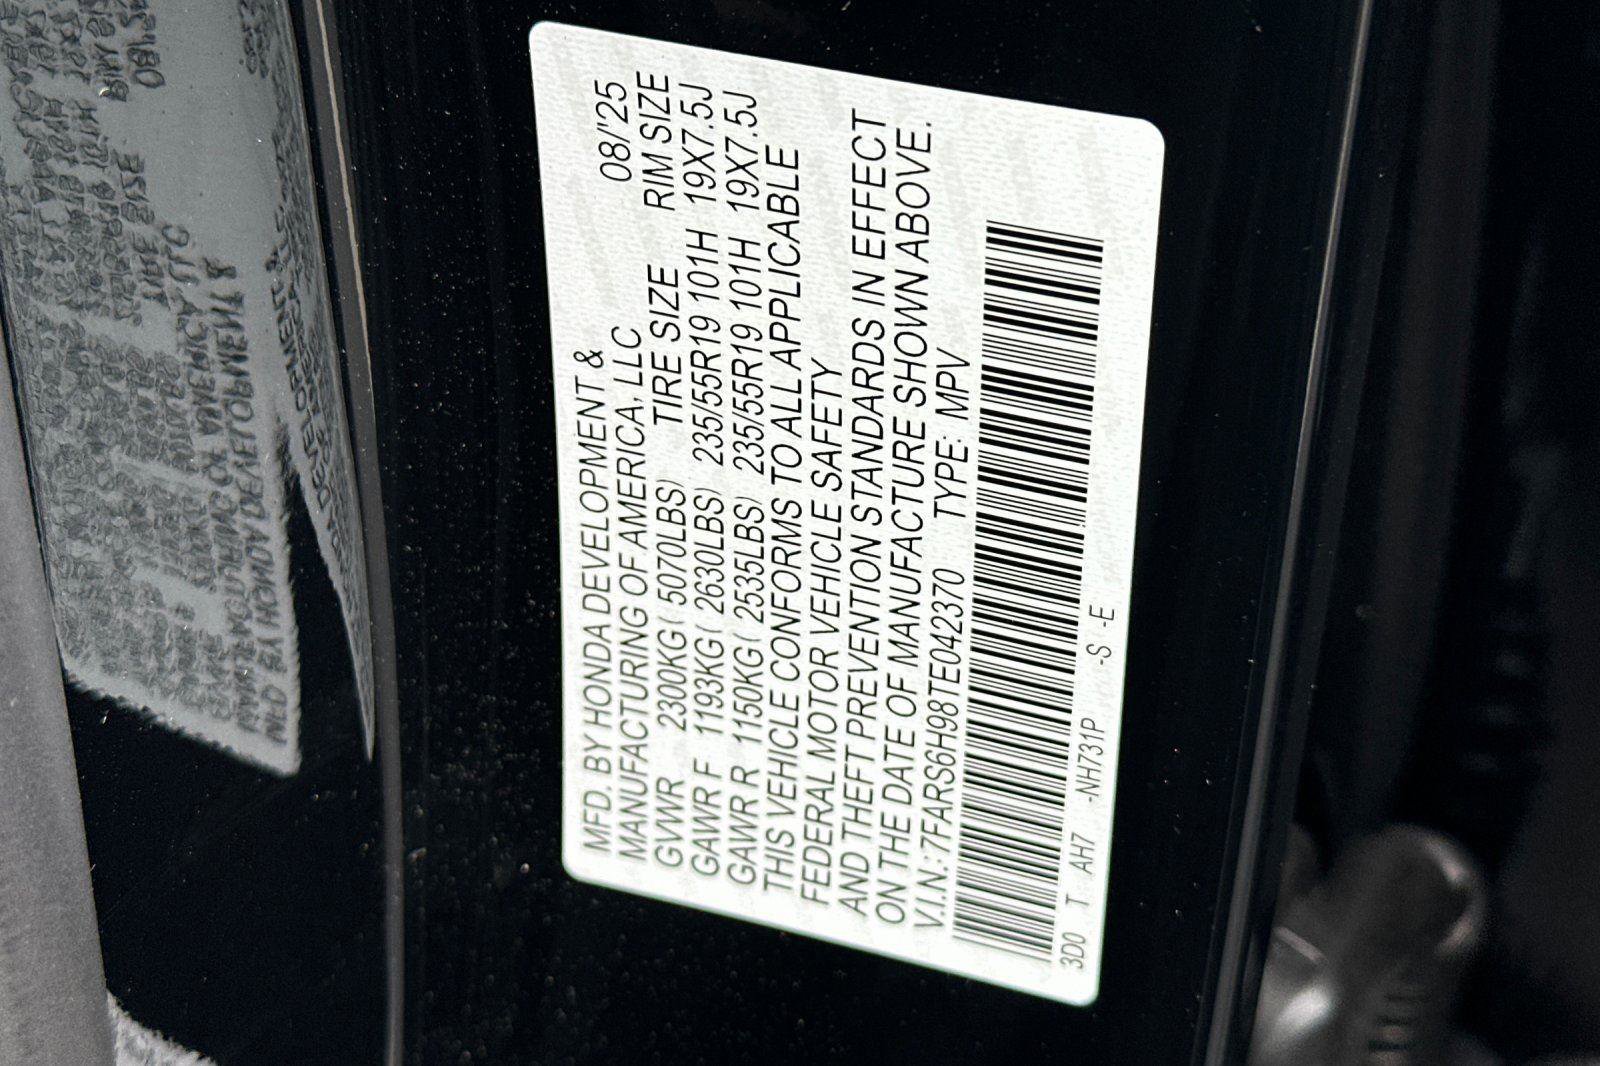 MFD. BY HONDA DEVELOPMENT & 08/'25
MANUFACTURING OF AMERICA, LLC
GVWR 2300KG( 5070LBS) TIRE SIZE RIM SIZE
GAWR F 1193KG( 2630LBS) 235/55R19 101H 19X7.5J
GAWR R 1150KG( 2535LBS) 235/55R19 101H 19X7.5J
THIS VEHICLE CONFORMS TO ALL APPLICABLE
FEDERAL MOTOR VEHICLE SAFETY
AND THEFT PREVENTION STANDARDS IN EFFECT
ON THE DATE OF MANUFACTURE SHOWN ABOVE.
V.I.N.:7FARS6H98TE042370 TYPE: MPV
3D0 T AH7 -NH731P -S -E